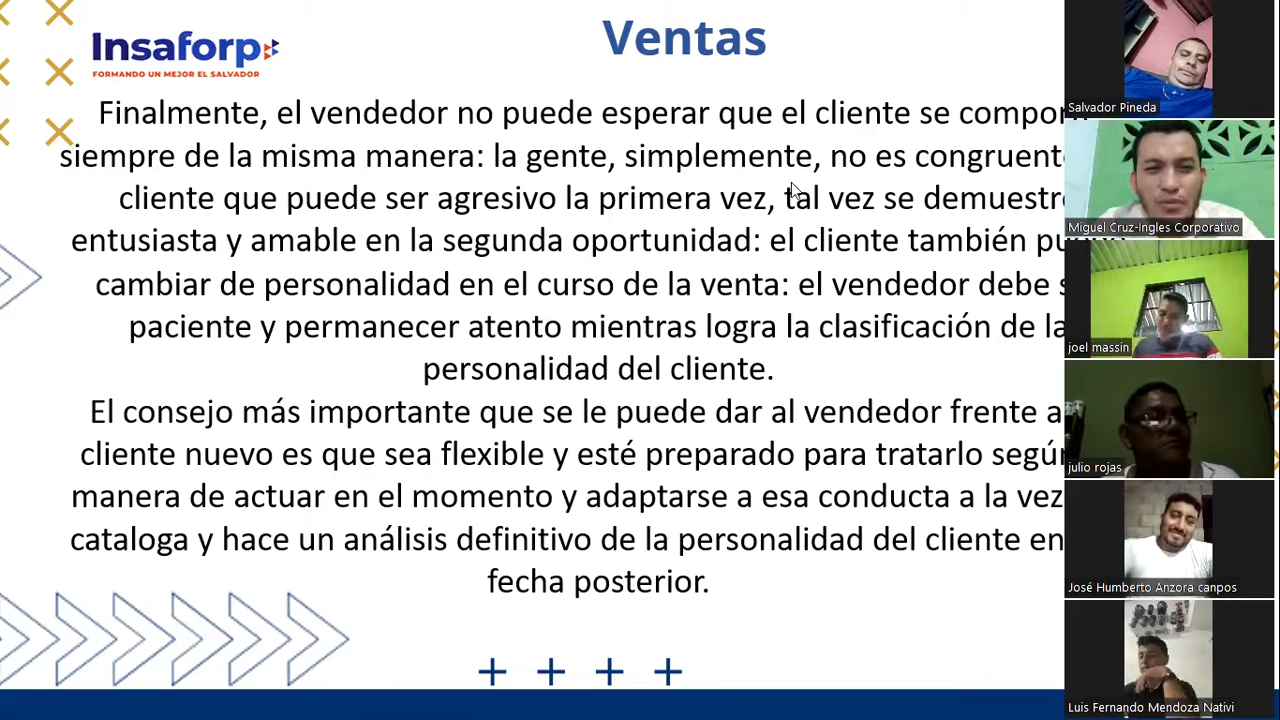 Insaforp
FORMANDO UN MEJOR EL SALVADOR
Ventas
Finalmente, el vendedor no puede esperar que el cliente se compor
siempre de la misma manera: la gente, simplemente, no es congruent
cliente que puede ser agresivo la primera vez, tal vez se demuestr
entusiasta y amable en la segunda oportunidad: el cliente también
cambiar de personalidad en el curso de la venta: el vendedor debe
paciente y permanecer atento mientras logra la clasificación de la
personalidad del cliente.
El consejo más importante que se le puede dar al vendedor frente a
cliente nuevo es que sea flexible y esté preparado para tratarlo según
manera de actuar en el momento y adaptarse a esa conducta a la vez
cataloga y hace un análisis definitivo de la personalidad del cliente en
fecha posterior.
Salvador Pineda
Miguel Cruz-Ingles Corporativo
joel massin
julio rojas
José Humberto Anzora canpos
Luis Fernando Mendoza Nativi